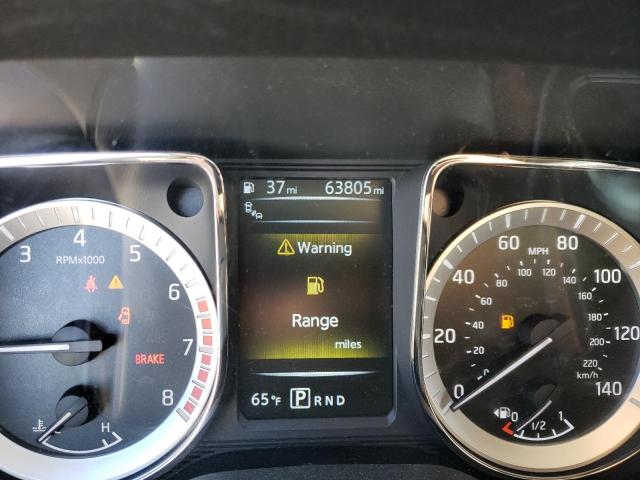 37 mi 63805 mi
Warning
Range
miles
65°F P R N D
3 4 5 6 7 8
RPMx1000
BRAKE
H
0 20 40 60 80 100 120 140
MPH
0 20 40 60 80 100 120 140 160 180 200 220
km/h
0 1/2 1